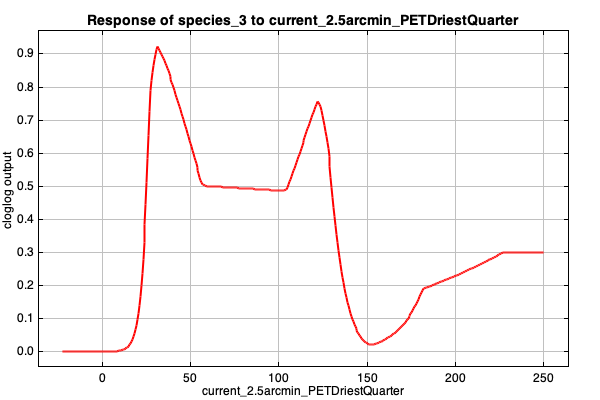 Response of species_3 to current_2.5arcmin_PETDriestQuarter
cloglog output
0.9
0.8
0.7
0.6
0.5
0.4
0.3
0.2
0.1
0.0
0 50 100 150 200 250
current_2.5arcmin_PETDriestQuarter